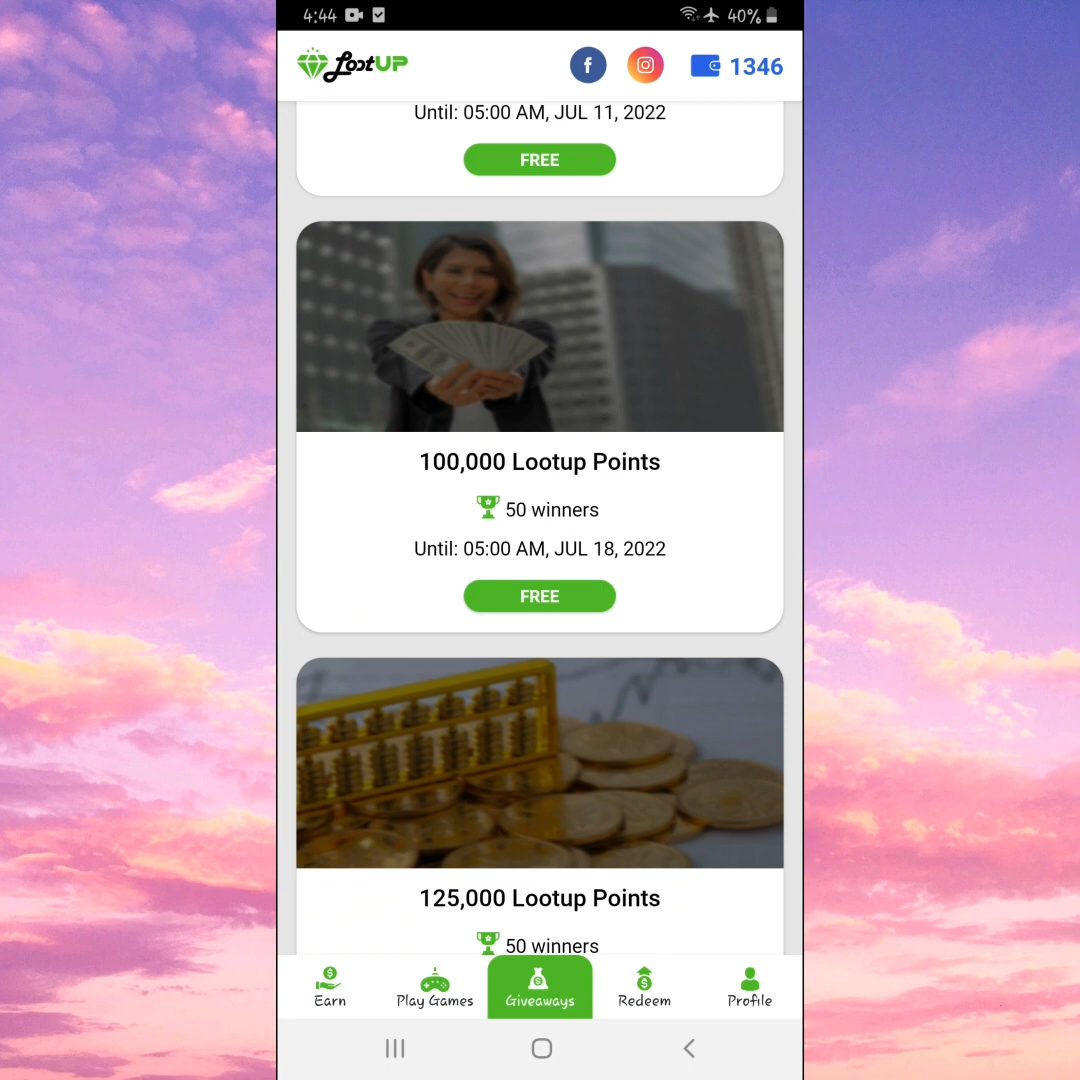 4:44
40%
LootUP
1346
Until: 05:00 AM, JUL 11, 2022
FREE
100,000 Lootup Points
50 winners
Until: 05:00 AM, JUL 18, 2022
FREE
125,000 Lootup Points
50 winners
Earn
Play Games
Giveaways
Redeem
Profile